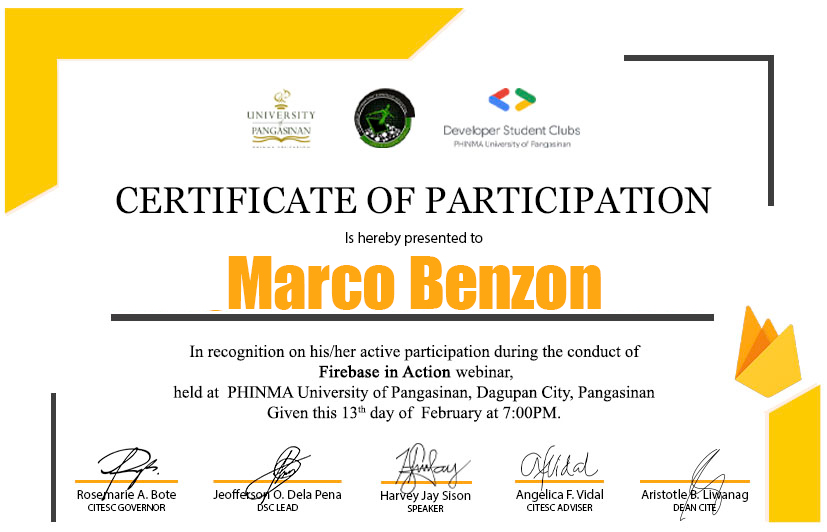 UNIVERSITY
of
PANGASINAN
PHINMA EDUCATION
Developer Student Clubs
PHINMA University of Pangasinan
CERTIFICATE OF PARTICIPATION
Is hereby presented to
Marco Benzon
In recognition on his/her active participation during the conduct of
Firebase in Action webinar,
held at PHINMA University of Pangasinan, Dagupan City, Pangasinan
Given this 13th day of February at 7:00PM.
Rosemarie A. Bote Jeofferson O. Dela Pena Harvey Jay Sison Angelica F. Vidal Aristotle B. Liwanag
CITESC GOVERNOR DSC LEAD SPEAKER CITESC ADVISER DEAN CITE